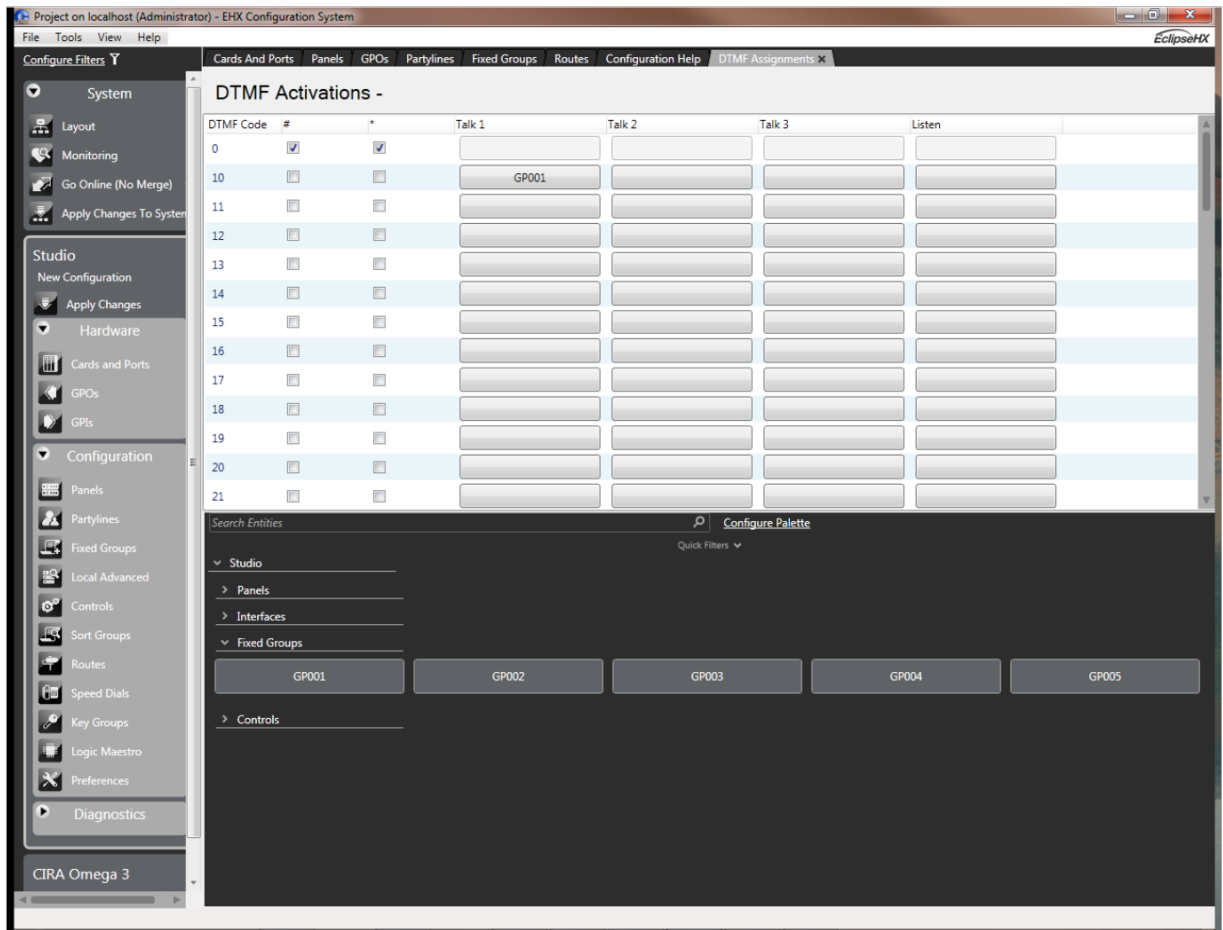 Project on localhost (Administrator) - EHX Configuration System
File Tools View Help
EclipseHX
Configure Filters
Cards And Ports Panels GPOs Partylines Fixed Groups Routes Configuration Help DTMF Assignments
System
Layout
Monitoring
Go Online (No Merge)
Apply Changes To System
Studio
New Configuration
Apply Changes
Hardware
Cards and Ports
GPOs
GPIs
Configuration
Panels
Partylines
Fixed Groups
Local Advanced
Controls
Sort Groups
Routes
Speed Dials
Key Groups
Logic Maestro
Preferences
Diagnostics
CIRA Omega 3
DTMF Activations -
DTMF Code # * Talk 1 Talk 2 Talk 3 Listen
0
10 GP001
11
12
13
14
15
16
17
18
19
20
21
Search Entities Configure Palette
Quick Filters
Studio
Panels
Interfaces
Fixed Groups
GP001 GP002 GP003 GP004 GP005
Controls